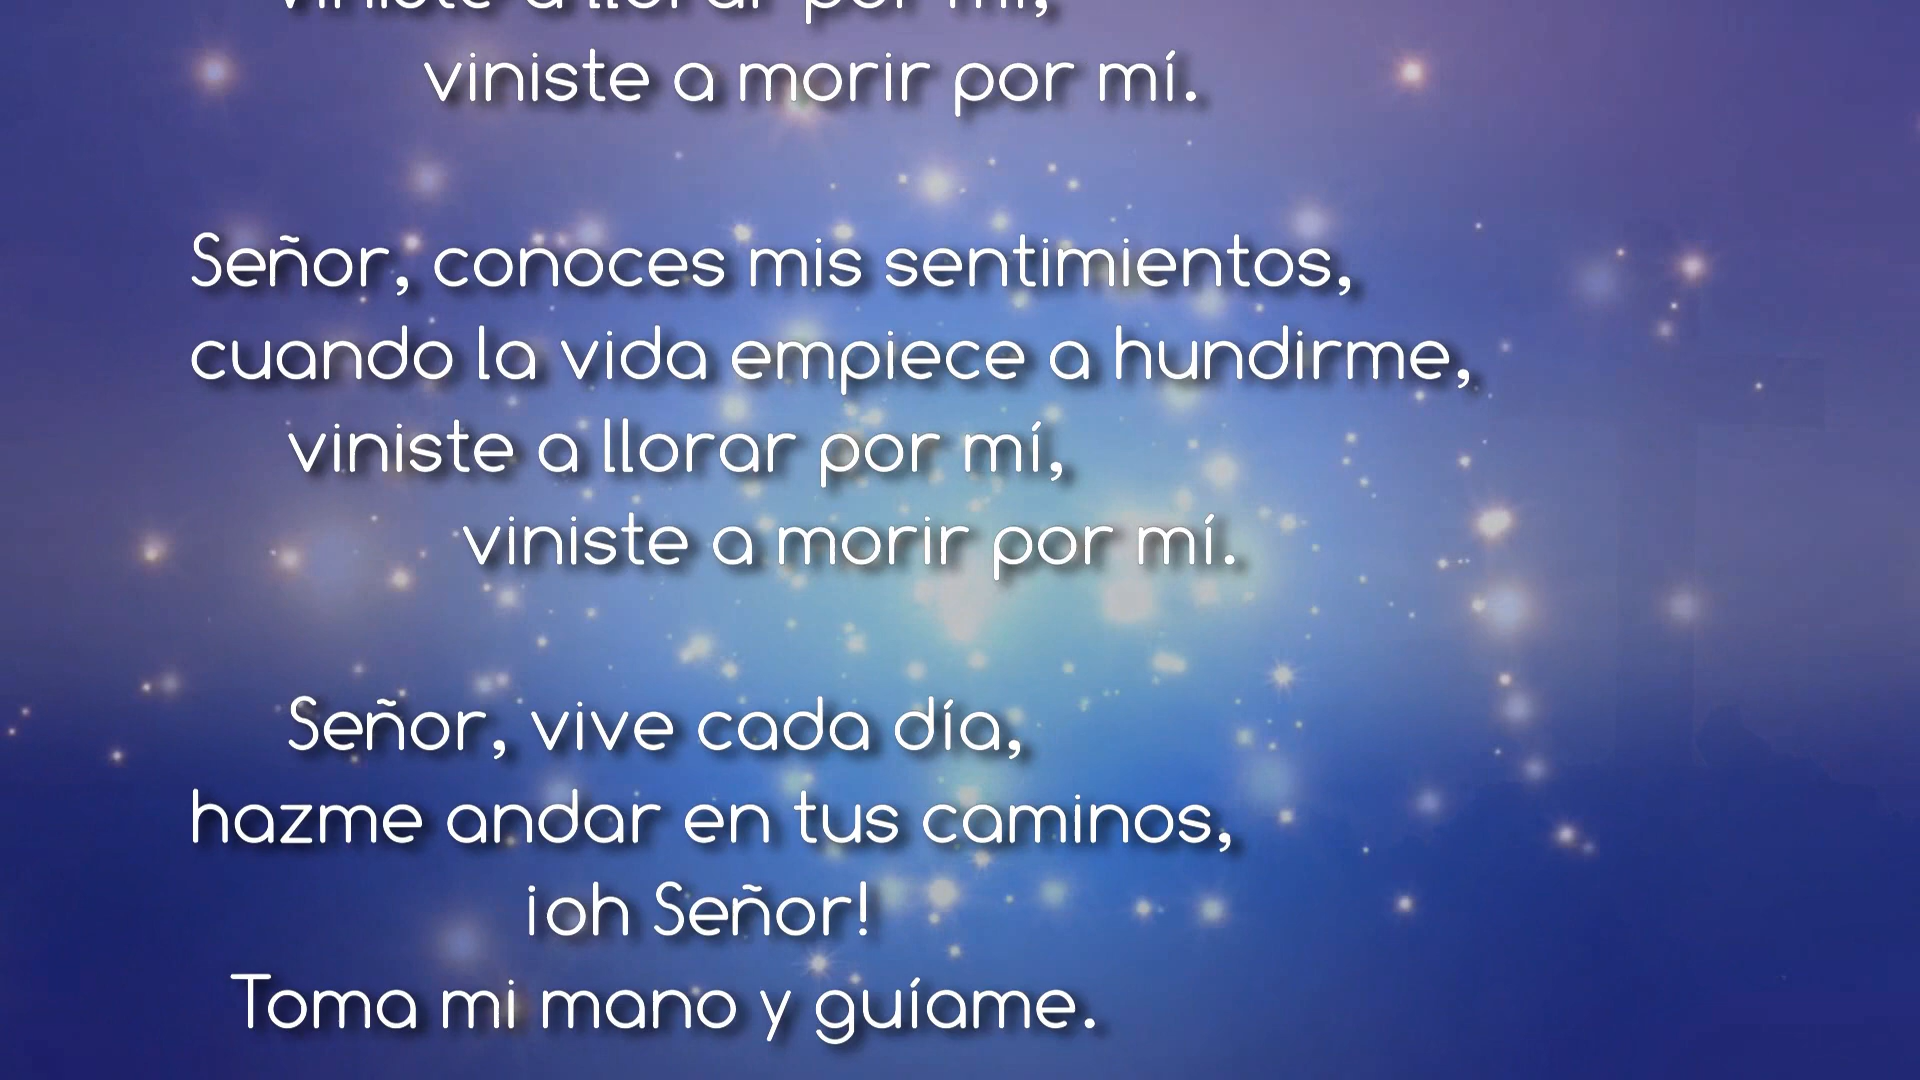 viniste a llorar por mí,
viniste a morir por mí.
Señor, conoces mis sentimientos,
cuando la vida empiece a hundirme,
viniste a llorar por mí,
viniste a morir por mí.
Señor, vive cada día,
hazme andar en tus caminos,
¡oh Señor!
Toma mi mano y guíame.